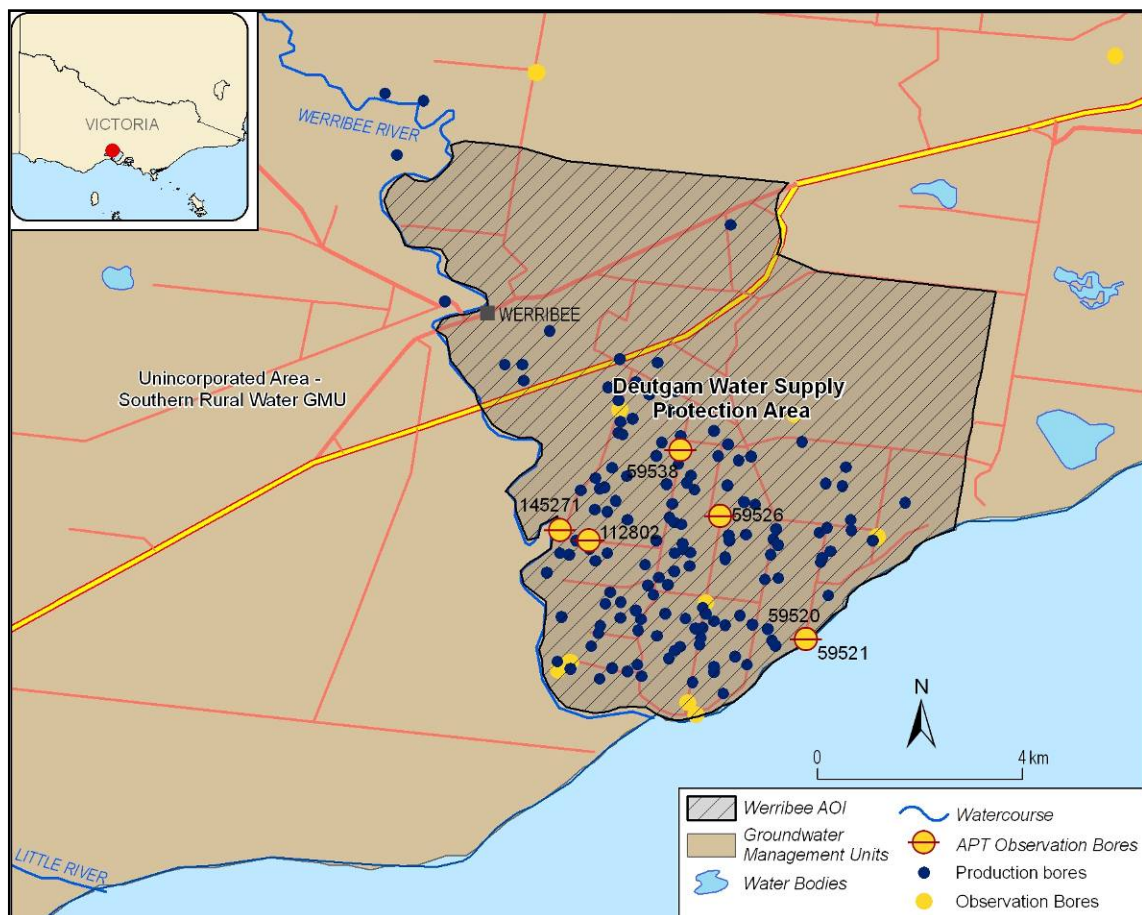 VICTORIA
WERRIBEE RIVER
WERRIBEE
Unincorporated Area -
Southern Rural Water GMU
Deutgam Water Supply
Protection Area
59538
145271
59526
112802
59520
59521
N
0 4 km
LITTLE RIVER
Werribee AOI
Groundwater
Management Units
Water Bodies
Watercourse
APT Observation Bores
Production bores
Observation Bores